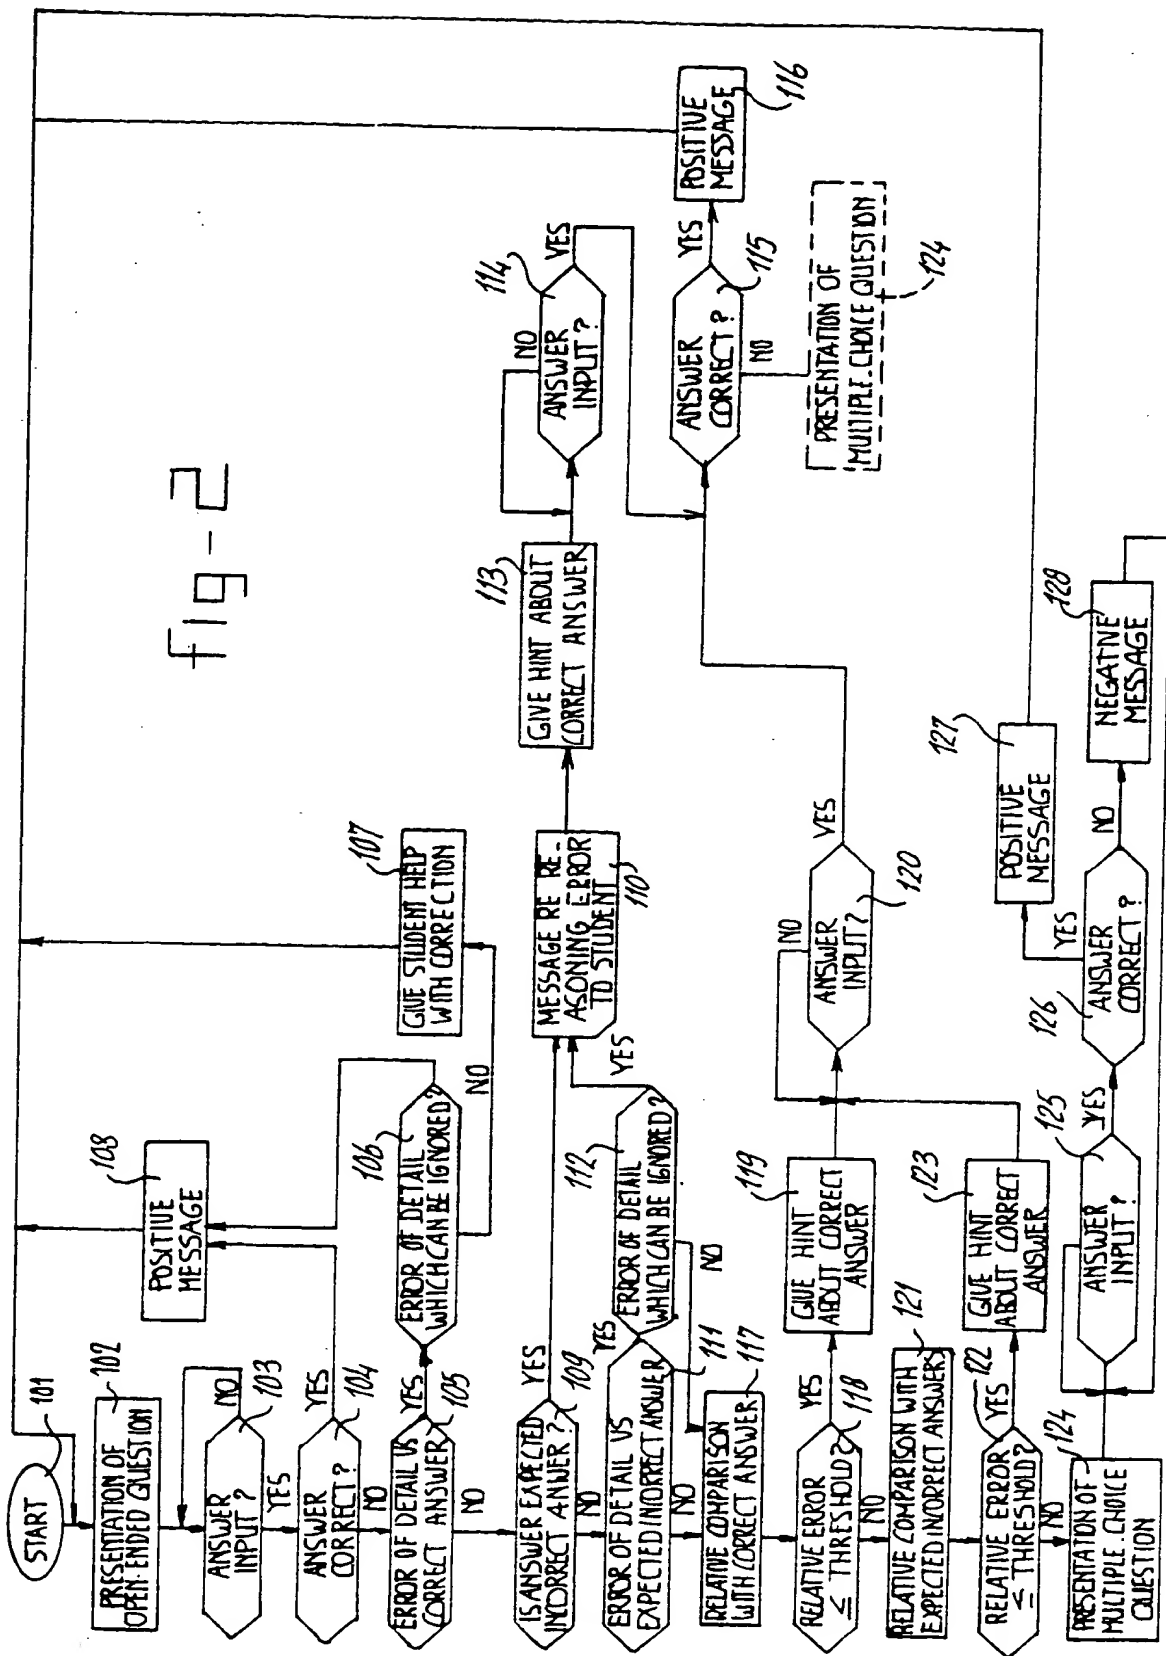 fig-2
START
101
PRESENTATION OF
OPEN-ENDED QUESTION
102
ANSWER
INPUT ?
103
NO
YES
ANSWER
CORRECT ?
104
YES
NO
ERROR OF DETAIL VS
CORRECT ANSWER
105
YES
NO
ERROR OF DETAIL
WHICH CAN BE IGNORED?
106
NO
GIVE STUDENT HELP
WITH CORRECTION
107
POSITIVE
MESSAGE
108
IS ANSWER EXPECTED
INCORRECT ANWER ?
109
YES
NO
MESSAGE RE RE_
ASONING ERROR
TO STUDENT
110
ERROR OF DETAIL VS
EXPECTED INCORRECT ANSWER
111
YES
NO
ERROR OF DETAIL
WHICH CAN BE IGNORED ?
112
YES
NO
GIVE HINT ABOUT
CORRECT ANSWER
113
ANSWER
INPUT ?
114
NO
YES
ANSWER
CORRECT ?
115
YES
NO
POSITIVE
MESSAGE
116
PRESENTATION OF
MULTIPLE_CHOICE QUESTION
124
RELATIVE COMPARISON
WITH CORRECT ANSWER
117
RELATIVE ERROR
≤ THRESHOLD?
118
YES
NO
GIVE HINT
ABOUT CORRECT
ANSWER
119
ANSWER
INPUT ?
120
NO
YES
RELATIVE COMPARISON WITH
EXPECTED INCORRECT ANSWERS
121
RELATIVE ERROR
≤ THRESHOLD?
122
YES
NO
GIVE HINT
ABOUT CORRECT
ANSWER
123
PRESENTATION OF
MULTIPLE_CHOICE
QUESTION
124
ANSWER
INPUT ?
125
YES
ANSWER
CORRECT ?
126
YES
NO
POSITIVE
MESSAGE
127
NEGATIVE
MESSAGE
128